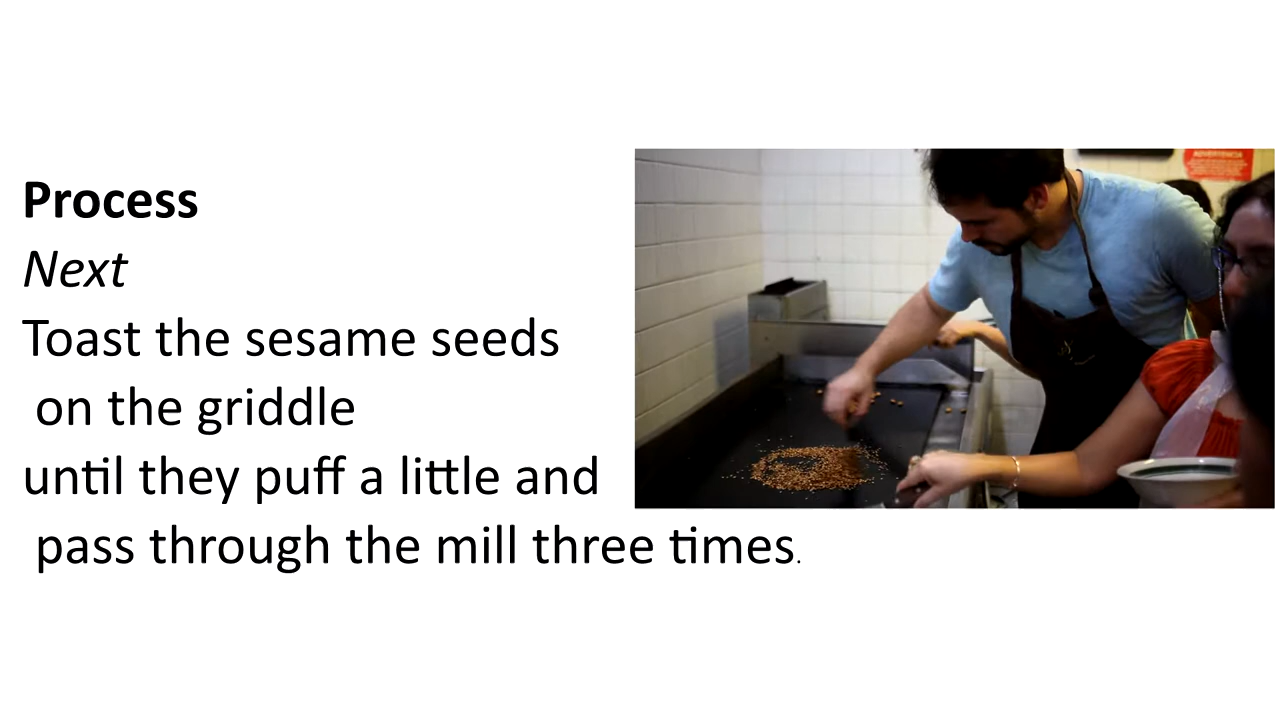 Process
Next
Toast the sesame seeds
on the griddle
until they puff a little and
pass through the mill three times.
ADVERTENCIA